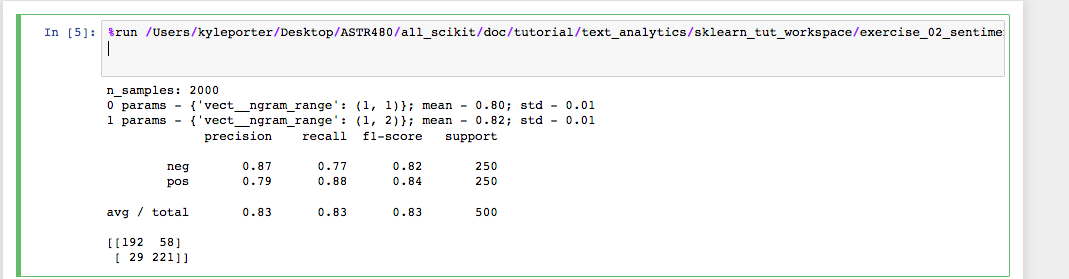 In [5]: %run /Users/kyleporter/Desktop/ASTR480/all_scikit/doc/tutorial/text_analytics/sklearn_tut_workspace/exercise_02_sentime
n_samples: 2000
0 params - {'vect__ngram_range': (1, 1)}; mean - 0.80; std - 0.01
1 params - {'vect__ngram_range': (1, 2)}; mean - 0.82; std - 0.01
precision recall f1-score support
neg 0.87 0.77 0.82 250
pos 0.79 0.88 0.84 250
avg / total 0.83 0.83 0.83 500
[[192 58]
[ 29 221]]